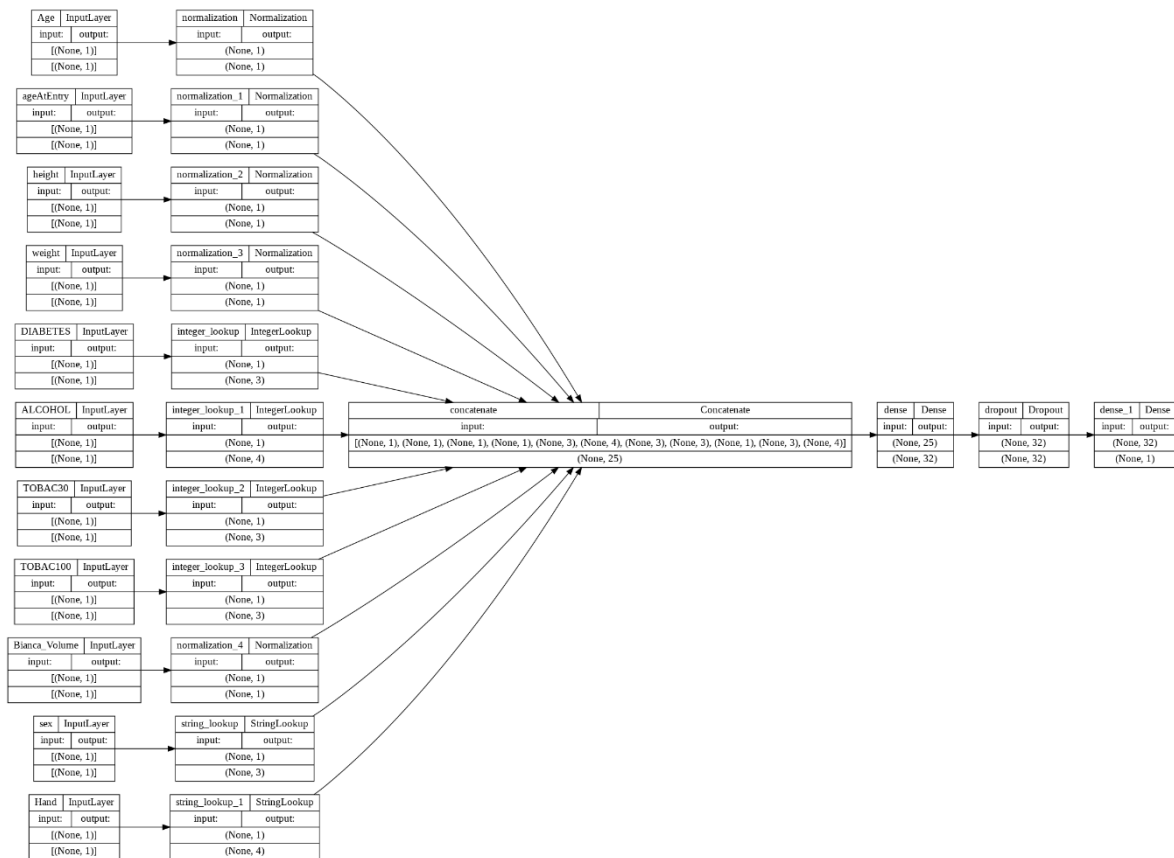 Age InputLayer
input: output:
[(None, 1)]
[(None, 1)]
normalization Normalization
input: output:
(None, 1)
(None, 1)
ageAtEntry InputLayer
input: output:
[(None, 1)]
[(None, 1)]
normalization_1 Normalization
input: output:
(None, 1)
(None, 1)
height InputLayer
input: output:
[(None, 1)]
[(None, 1)]
normalization_2 Normalization
input: output:
(None, 1)
(None, 1)
weight InputLayer
input: output:
[(None, 1)]
[(None, 1)]
normalization_3 Normalization
input: output:
(None, 1)
(None, 1)
DIABETES InputLayer
input: output:
[(None, 1)]
[(None, 1)]
integer_lookup IntegerLookup
input: output:
(None, 1)
(None, 3)
ALCOHOL InputLayer
input: output:
[(None, 1)]
[(None, 1)]
integer_lookup_1 IntegerLookup
input: output:
(None, 1)
(None, 4)
concatenate Concatenate
input: output:
[(None, 1), (None, 1), (None, 1), (None, 1), (None, 3), (None, 4), (None, 3), (None, 3), (None, 1), (None, 3), (None, 4)]
(None, 25)
dense Dense
input: output:
(None, 25)
(None, 32)
dropout Dropout
input: output:
(None, 32)
(None, 32)
dense_1 Dense
input: output:
(None, 32)
(None, 1)
TOBAC30 InputLayer
input: output:
[(None, 1)]
[(None, 1)]
integer_lookup_2 IntegerLookup
input: output:
(None, 1)
(None, 3)
TOBAC100 InputLayer
input: output:
[(None, 1)]
[(None, 1)]
integer_lookup_3 IntegerLookup
input: output:
(None, 1)
(None, 3)
Bianca_Volume InputLayer
input: output:
[(None, 1)]
[(None, 1)]
normalization_4 Normalization
input: output:
(None, 1)
(None, 1)
sex InputLayer
input: output:
[(None, 1)]
[(None, 1)]
string_lookup StringLookup
input: output:
(None, 1)
(None, 3)
Hand InputLayer
input: output:
[(None, 1)]
[(None, 1)]
string_lookup_1 StringLookup
input: output:
(None, 1)
(None, 4)